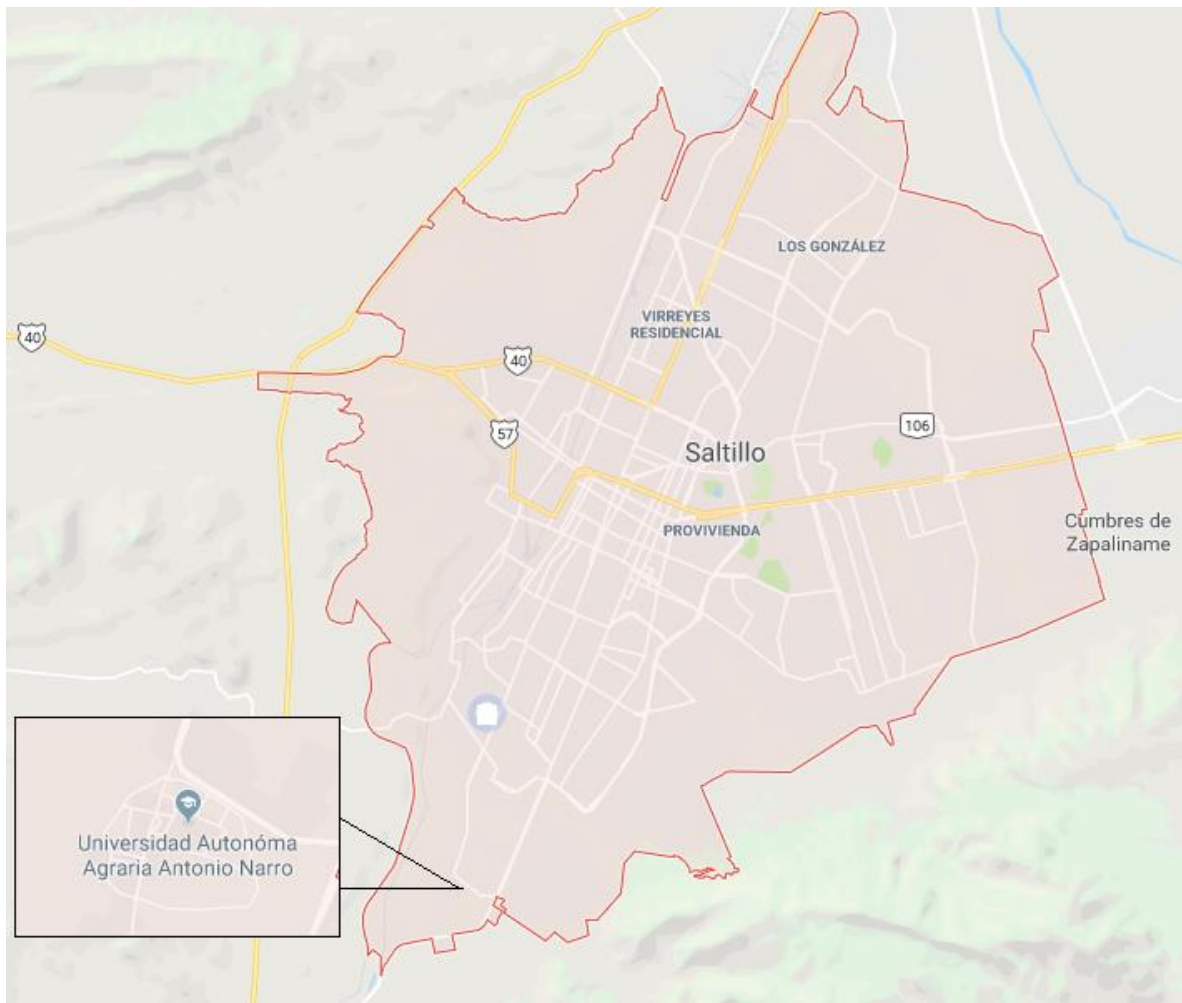 LOS GONZÁLEZ
VIRREYES
RESIDENCIAL
40
40
57
106
Saltillo
PROVIVIENDA
Cumbres de
Zapaliname
Universidad Autonóma
Agraria Antonio Narro